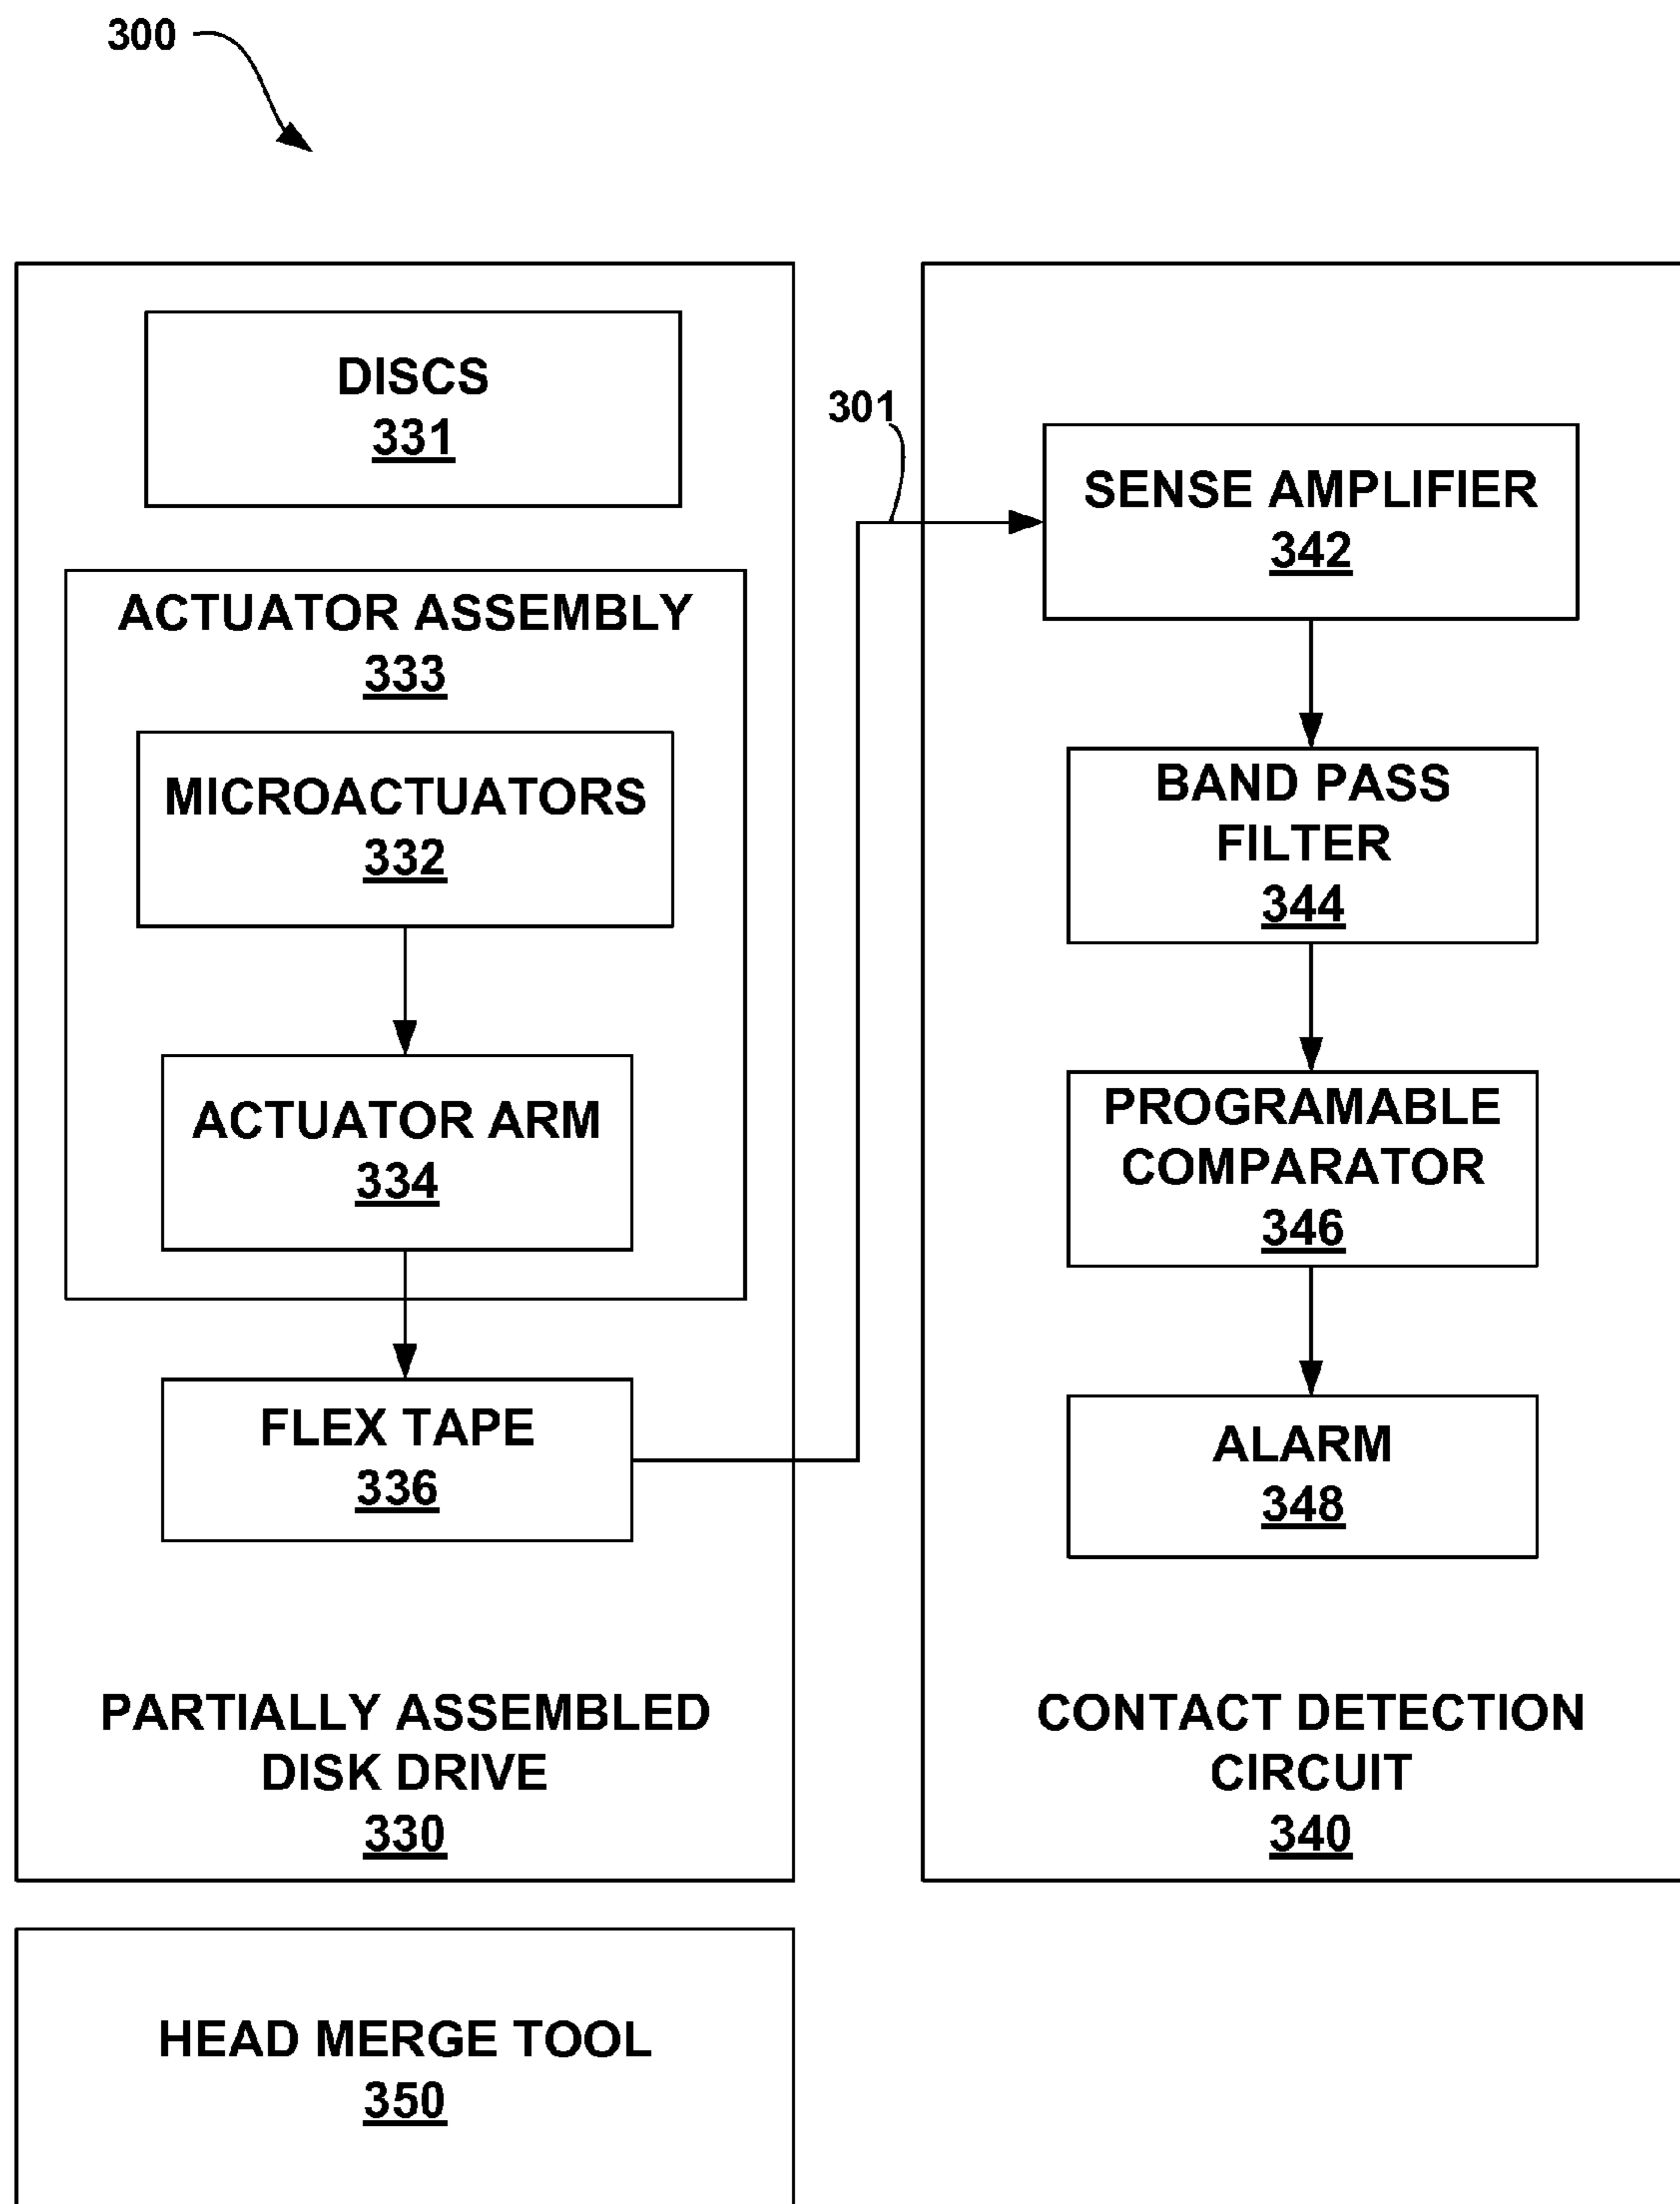 300
DISCS
331
ACTUATOR ASSEMBLY
333
MICROACTUATORS
332
ACTUATOR ARM
334
FLEX TAPE
336
PARTIALLY ASSEMBLED
DISK DRIVE
330
301
SENSE AMPLIFIER
342
BAND PASS
FILTER
344
PROGRAMABLE
COMPARATOR
346
ALARM
348
CONTACT DETECTION
CIRCUIT
340
HEAD MERGE TOOL
350